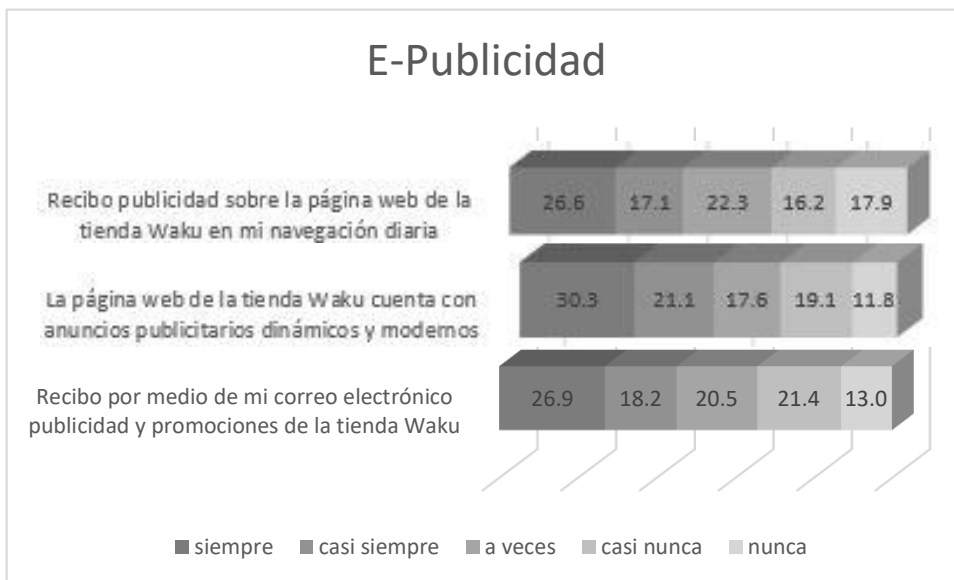 E-Publicidad
Recibo publicidad sobre la página web de la
tienda Waku en mi navegación diaria
26.6 17.1 22.3 16.2 17.9
La página web de la tienda Waku cuenta con
anuncios publicitarios dinámicos y modernos
30.3 21.1 17.6 19.1 11.8
Recibo por medio de mi correo electrónico
publicidad y promociones de la tienda Waku
26.9 18.2 20.5 21.4 13.0
siempre casi siempre a veces casi nunca nunca